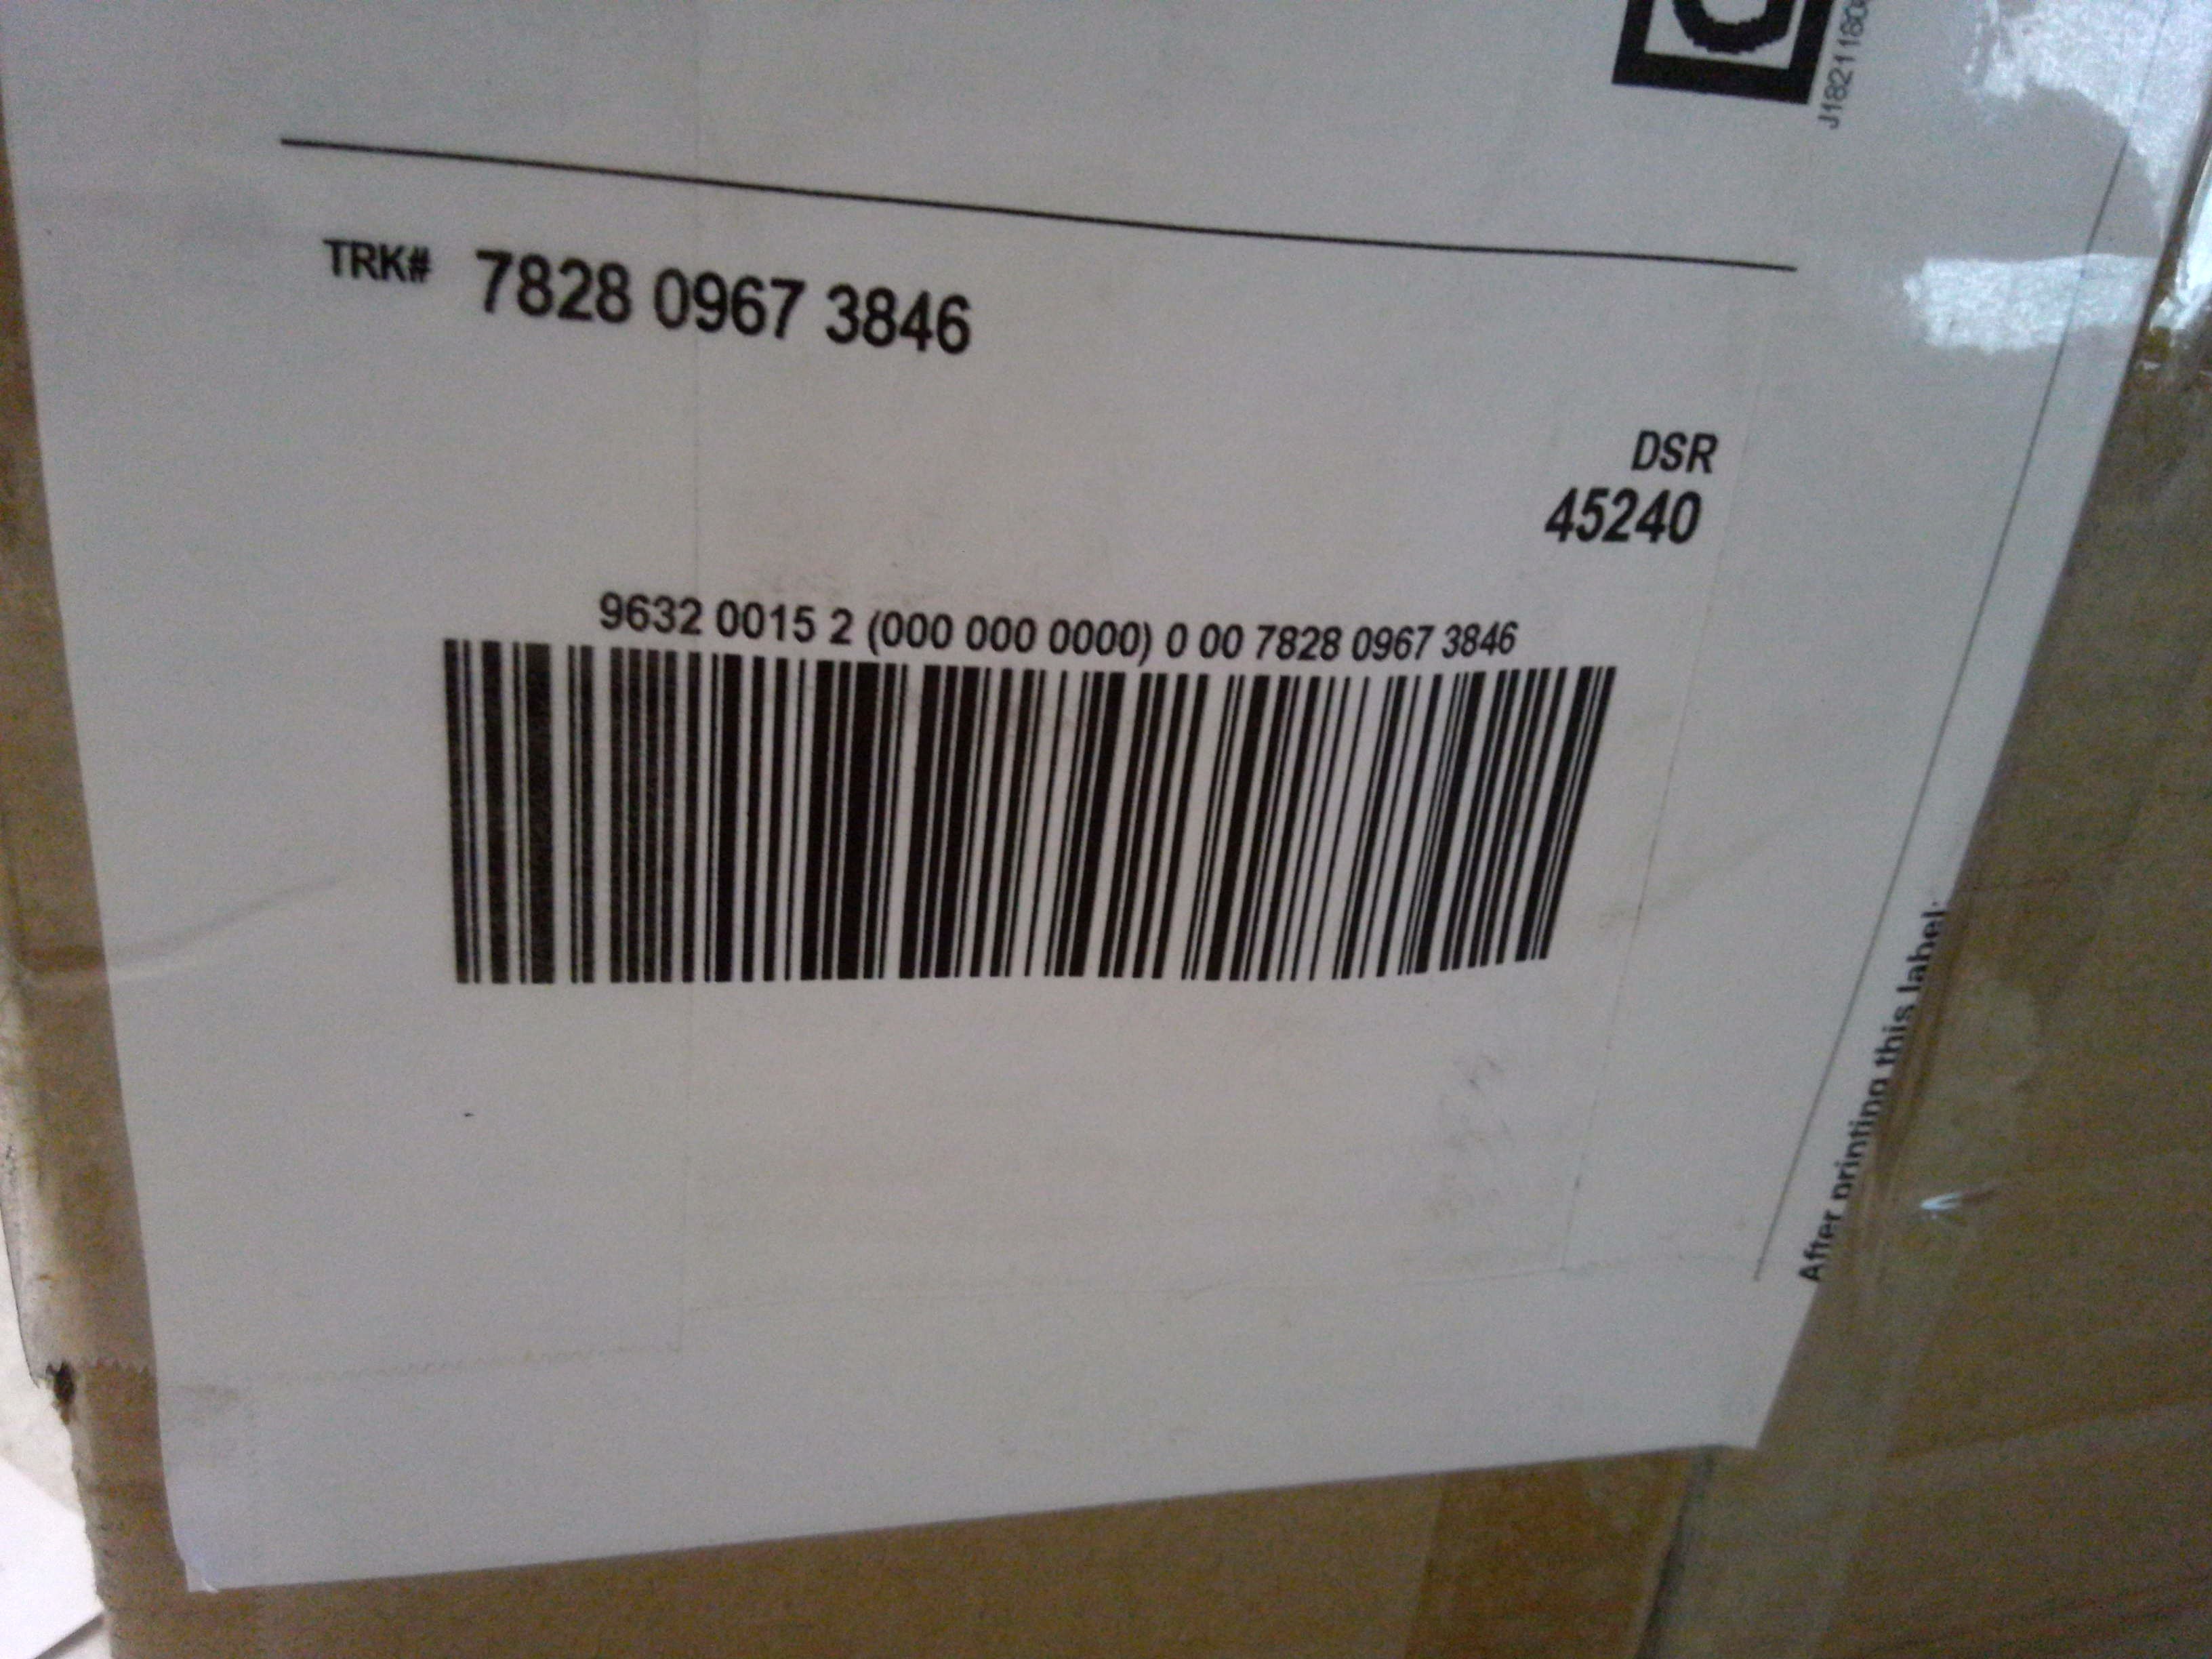 J182118
TRK# 7828 0967 3846
DSR
45240
9632 0015 2 (000 000 0000) 0 00 7828 0967 3846
After printing this label: